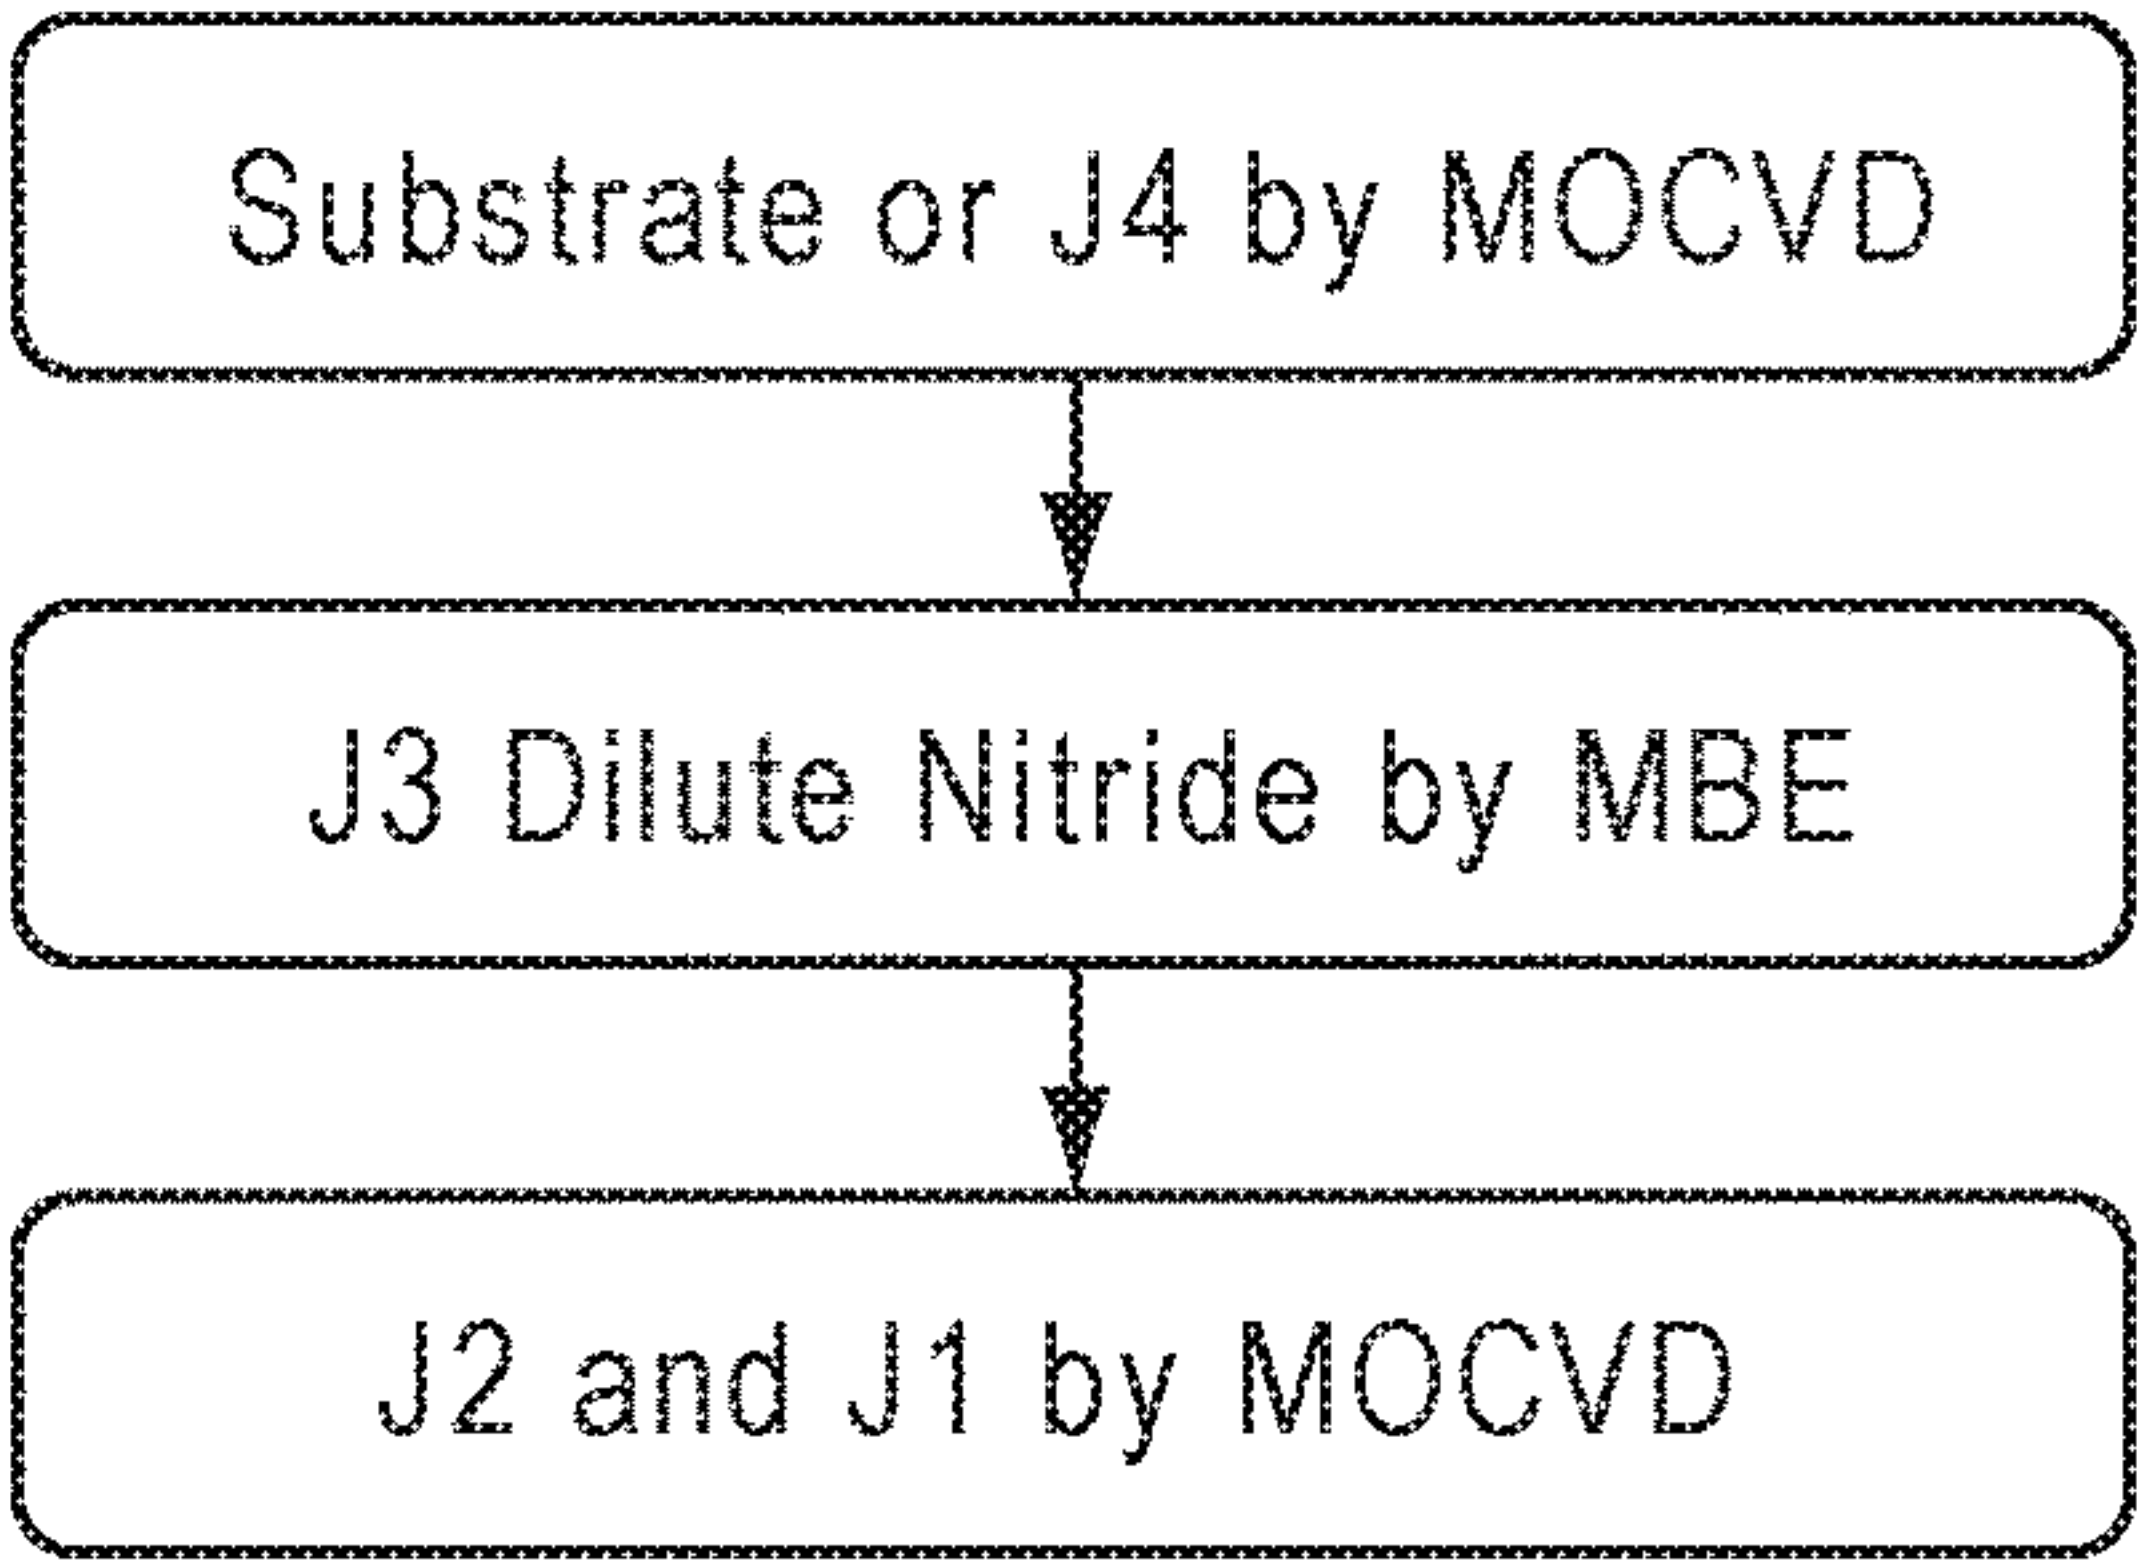 Substrate or J4 by MOCVD
J3 Dilute Nitride by MBE
J2 and J1 by MOCVD